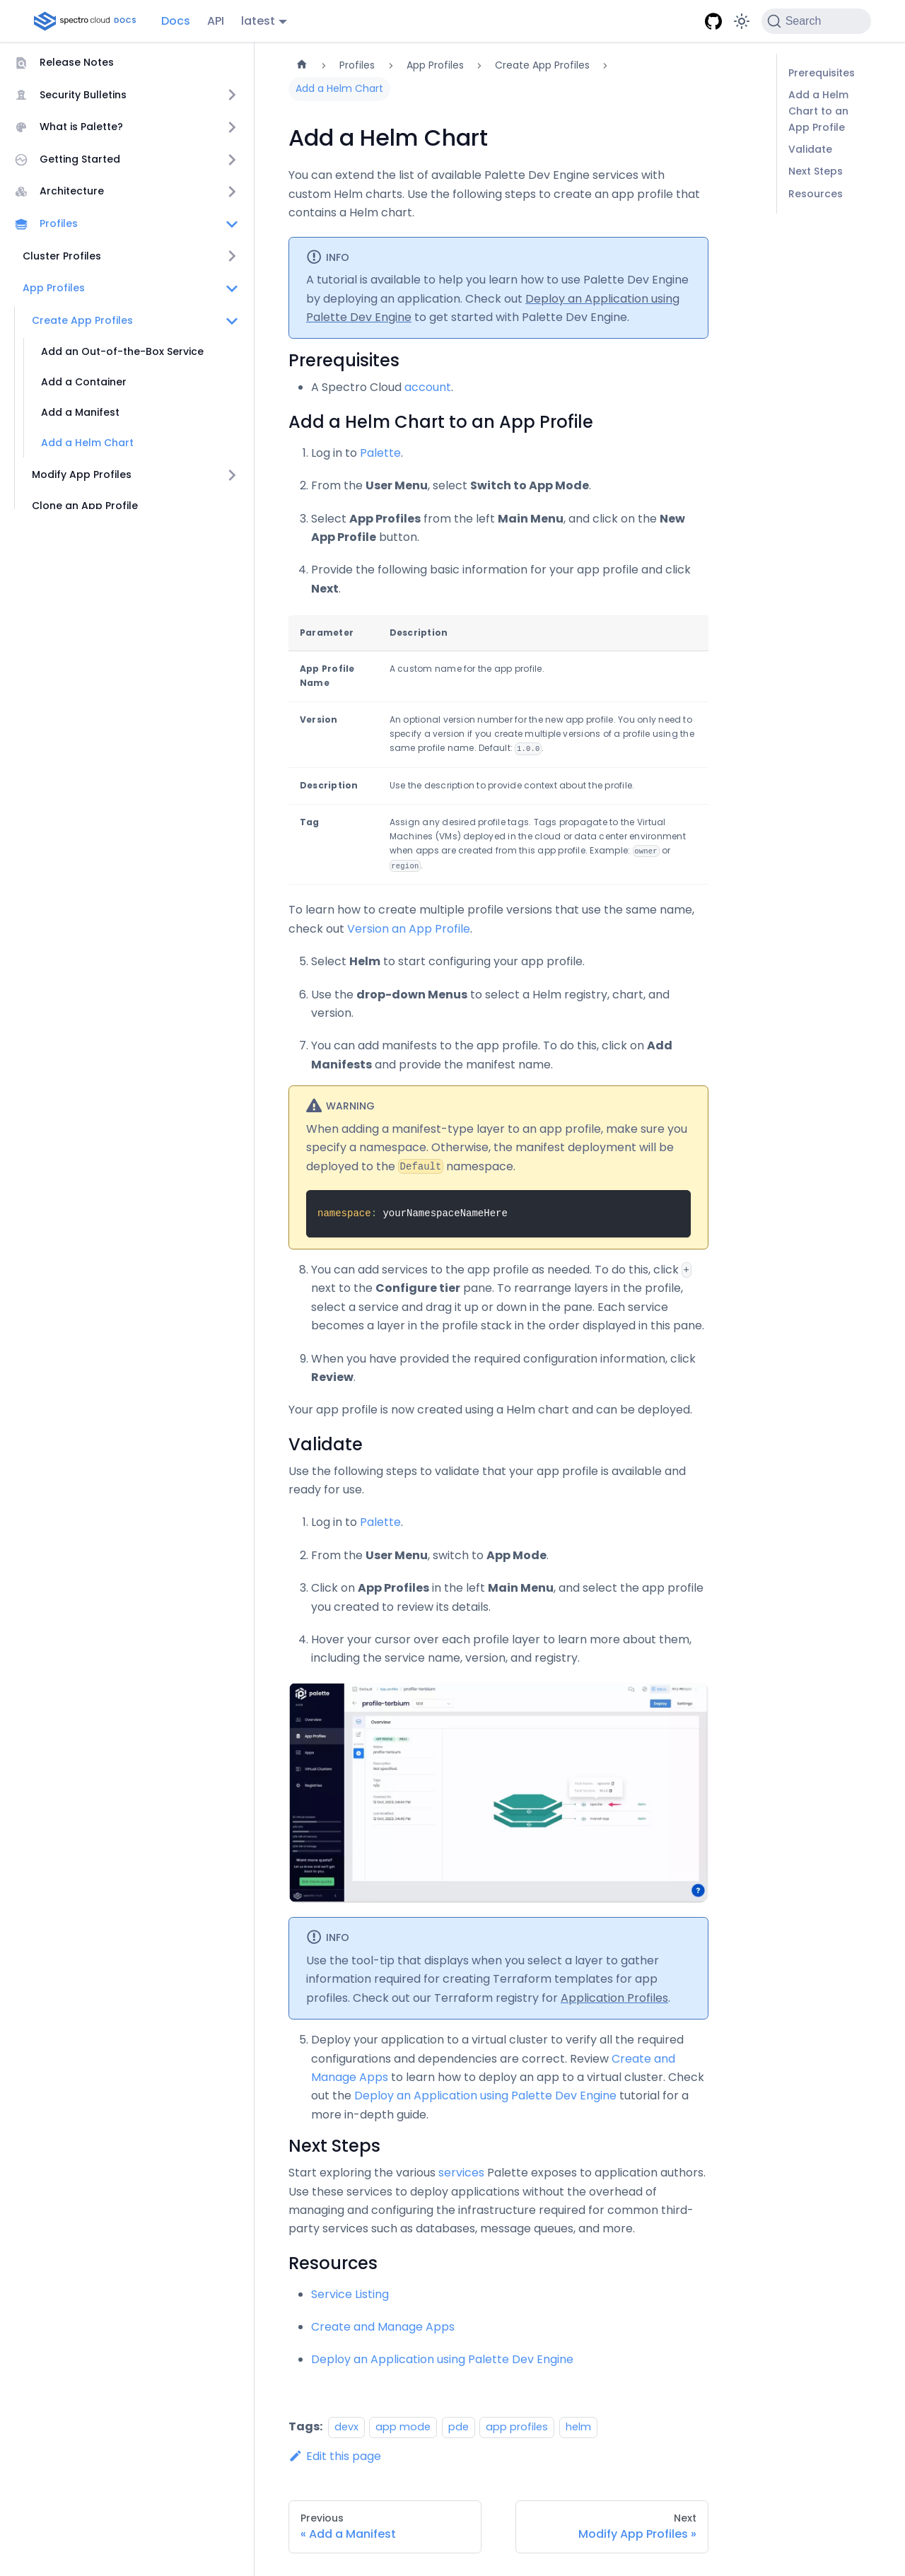 spectro cloud DOCS
Docs
API
latest
Search
Release Notes
Security Bulletins
What is Palette?
Getting Started
Architecture
Profiles
Cluster Profiles
App Profiles
Create App Profiles
Add an Out-of-the-Box Service
Add a Container
Add a Manifest
Add a Helm Chart
Modify App Profiles
Clone an App Profile
Profiles
App Profiles
Create App Profiles
Add a Helm Chart
Add a Helm Chart
You can extend the list of available Palette Dev Engine services with
custom Helm charts. Use the following steps to create an app profile that
contains a Helm chart.
INFO
A tutorial is available to help you learn how to use Palette Dev Engine
by deploying an application. Check out Deploy an Application using
Palette Dev Engine to get started with Palette Dev Engine.
Prerequisites
• A Spectro Cloud account.
Add a Helm Chart to an App Profile
1. Log in to Palette.
2. From the User Menu, select Switch to App Mode.
3. Select App Profiles from the left Main Menu, and click on the New
App Profile button.
4. Provide the following basic information for your app profile and click
Next.
Parameter Description
App Profile Name A custom name for the app profile.
Version An optional version number for the new app profile. You only need to
specify a version if you create multiple versions of a profile using the
same profile name. Default: 1.0.0.
Description Use the description to provide context about the profile.
Tag Assign any desired profile tags. Tags propagate to the Virtual
Machines (VMs) deployed in the cloud or data center environment
when apps are created from this app profile. Example: owner or
region.
To learn how to create multiple profile versions that use the same name,
check out Version an App Profile.
5. Select Helm to start configuring your app profile.
6. Use the drop-down Menus to select a Helm registry, chart, and
version.
7. You can add manifests to the app profile. To do this, click on Add
Manifests and provide the manifest name.
WARNING
When adding a manifest-type layer to an app profile, make sure you
specify a namespace. Otherwise, the manifest deployment will be
deployed to the Default namespace.
namespace: yourNamespaceNameHere
8. You can add services to the app profile as needed. To do this, click +
next to the Configure tier pane. To rearrange layers in the profile,
select a service and drag it up or down in the pane. Each service
becomes a layer in the profile stack in the order displayed in this pane.
9. When you have provided the required configuration information, click
Review.
Your app profile is now created using a Helm chart and can be deployed.
Validate
Use the following steps to validate that your app profile is available and
ready for use.
1. Log in to Palette.
2. From the User Menu, switch to App Mode.
3. Click on App Profiles in the left Main Menu, and select the app profile
you created to review its details.
4. Hover your cursor over each profile layer to learn more about them,
including the service name, version, and registry.
palette
Overview
App Profiles
Apps
Virtual Clusters
Registries
profile-terbium
Deploy
Settings
Overview
INFO
Use the tool-tip that displays when you select a layer to gather
information required for creating Terraform templates for app
profiles. Check out our Terraform registry for Application Profiles.
5. Deploy your application to a virtual cluster to verify all the required
configurations and dependencies are correct. Review Create and
Manage Apps to learn how to deploy an app to a virtual cluster. Check
out the Deploy an Application using Palette Dev Engine tutorial for a
more in-depth guide.
Next Steps
Start exploring the various services Palette exposes to application authors.
Use these services to deploy applications without the overhead of
managing and configuring the infrastructure required for common third-
party services such as databases, message queues, and more.
Resources
• Service Listing
• Create and Manage Apps
• Deploy an Application using Palette Dev Engine
Tags: devx app mode pde app profiles helm
Edit this page
Previous
« Add a Manifest
Next
Modify App Profiles »
Prerequisites
Add a Helm
Chart to an
App Profile
Validate
Next Steps
Resources